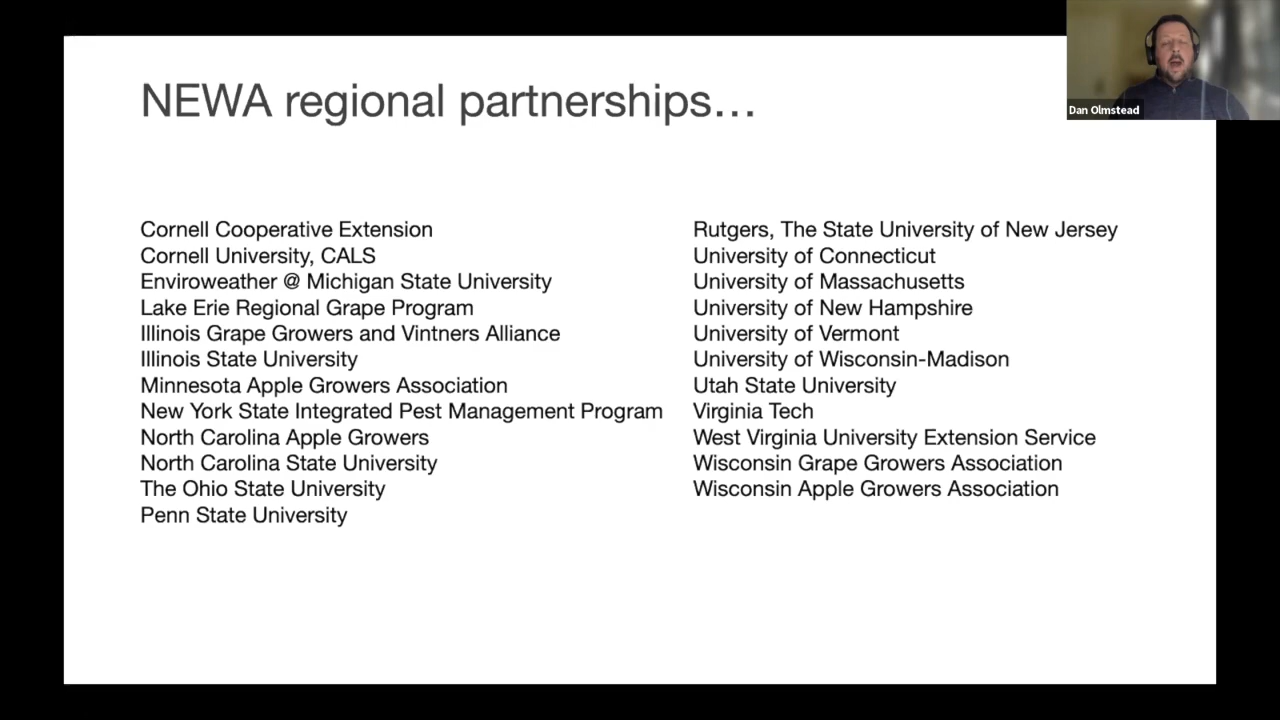 NEWA regional partnerships…
Dan Olmstead
Cornell Cooperative Extension
Cornell University, CALS
Enviroweather @ Michigan State University
Lake Erie Regional Grape Program
Illinois Grape Growers and Vintners Alliance
Illinois State University
Minnesota Apple Growers Association
New York State Integrated Pest Management Program
North Carolina Apple Growers
North Carolina State University
The Ohio State University
Penn State University
Rutgers, The State University of New Jersey
University of Connecticut
University of Massachusetts
University of New Hampshire
University of Vermont
University of Wisconsin-Madison
Utah State University
Virginia Tech
West Virginia University Extension Service
Wisconsin Grape Growers Association
Wisconsin Apple Growers Association